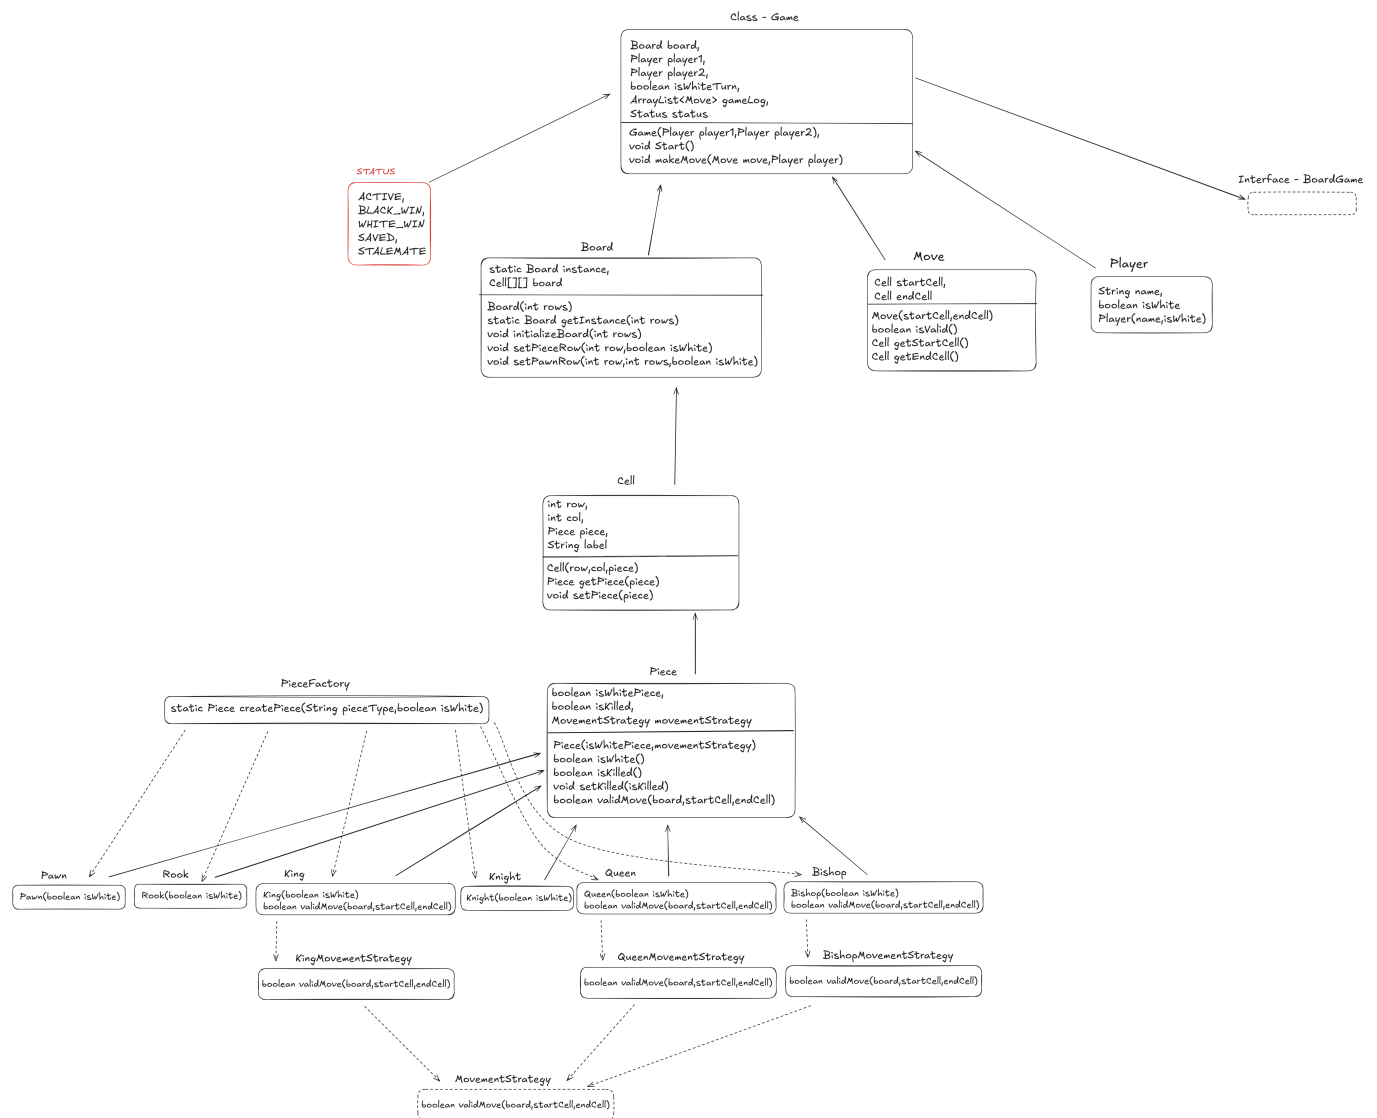 Class - Game
Board board,
Player player1,
Player player2,
boolean isWhiteTurn,
ArrayList<Move> gameLog,
Status status
Game(Player player1,Player player2),
void Start()
void makeMove(Move move,Player player)
STATUS
ACTIVE,
BLACK_WIN,
WHITE_WIN
SAVED,
STALEMATE
Interface - BoardGame
Board
static Board instance,
Cell[][] board
Board(int rows)
static Board getInstance(int rows)
void initializeBoard(int rows)
void setPieceRow(int row,boolean isWhite)
void setPawnRow(int row,int rows,boolean isWhite)
Move
Cell startCell,
Cell endCell
Move(startCell,endCell)
boolean isValid()
Cell getStartCell()
Cell getEndCell()
Player
String name,
boolean isWhite
Player(name,isWhite)
Cell
int row,
int col,
Piece piece,
String label
Cell(row,col,piece)
Piece getPiece(piece)
void setPiece(piece)
PieceFactory
static Piece createPiece(String pieceType,boolean isWhite)
Piece
boolean isWhitePiece,
boolean isKilled,
MovementStrategy movementStrategy
Piece(isWhitePiece,movementStrategy)
boolean isWhite()
boolean isKilled()
void setKilled(isKilled)
boolean validMove(board,startCell,endCell)
Pawn
Pawn(boolean isWhite)
Rook
Rook(boolean isWhite)
King
King(boolean isWhite)
boolean validMove(board,startCell,endCell)
Knight
Knight(boolean isWhite)
Queen
Queen(boolean isWhite)
boolean validMove(board,startCell,endCell)
Bishop
Bishop(boolean isWhite)
boolean validMove(board,startCell,endCell)
KingMovementStrategy
boolean validMove(board,startCell,endCell)
QueenMovementStrategy
boolean validMove(board,startCell,endCell)
BishopMovementStrategy
boolean validMove(board,startCell,endCell)
MovementStrategy
boolean validMove(board,startCell,endCell)